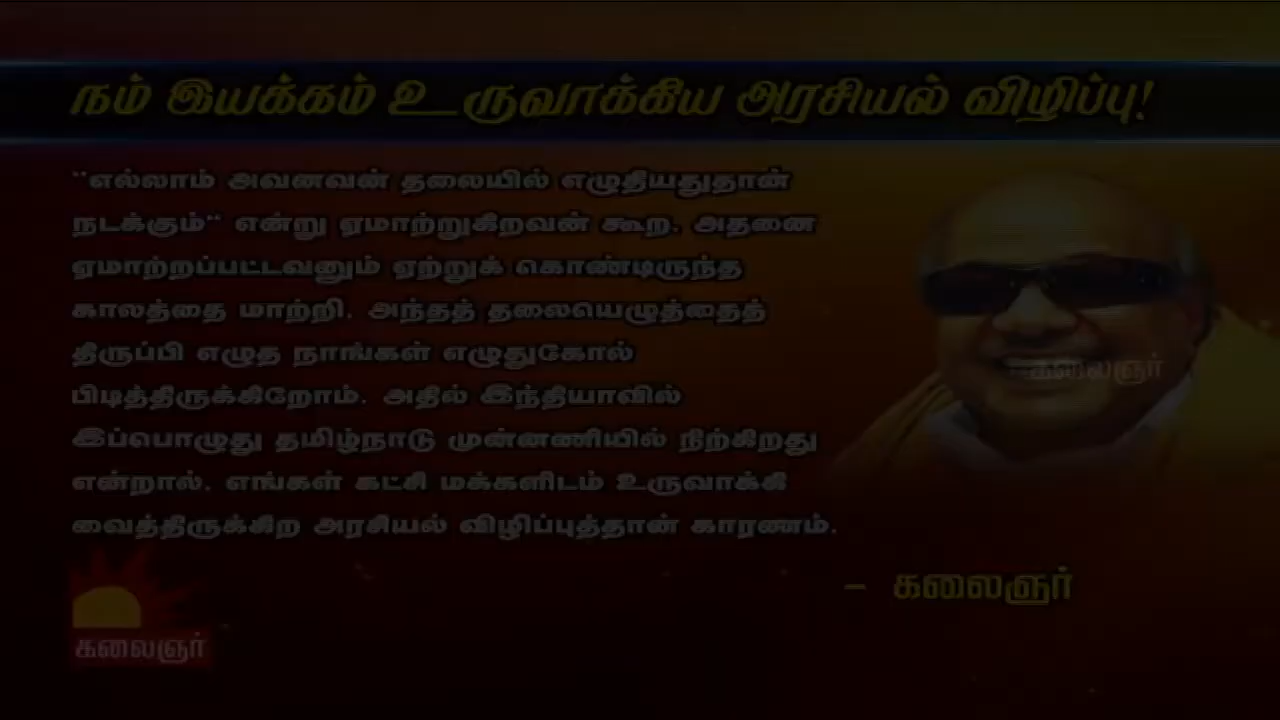 நம் இயக்கம் உருவாக்கிய அரசியல் விழிப்பு!
"எல்லாம் அவனவன் தலையில் எழுதியதுதான்
நடக்கும்" என்று ஏமாற்றுகிறவன் கூற, அதனை
ஏமாற்றப்பட்டவனும் ஏற்றுக் கொண்டிருந்த
காலத்தை மாற்றி, அந்தத் தலையெழுத்தைத்
திருப்பி எழுத நாங்கள் எழுதுகோல்
பிடித்திருக்கிறோம். அதில் இந்தியாவில்
இப்பொழுது தமிழ்நாடு முன்னணியில் நிற்கிறது
என்றால், எங்கள் கட்சி மக்களிடம் உருவாக்கி
வைத்திருக்கிற அரசியல் விழிப்புத்தான் காரணம்.
- கலைஞர்
கலைஞர்
கலைஞர்